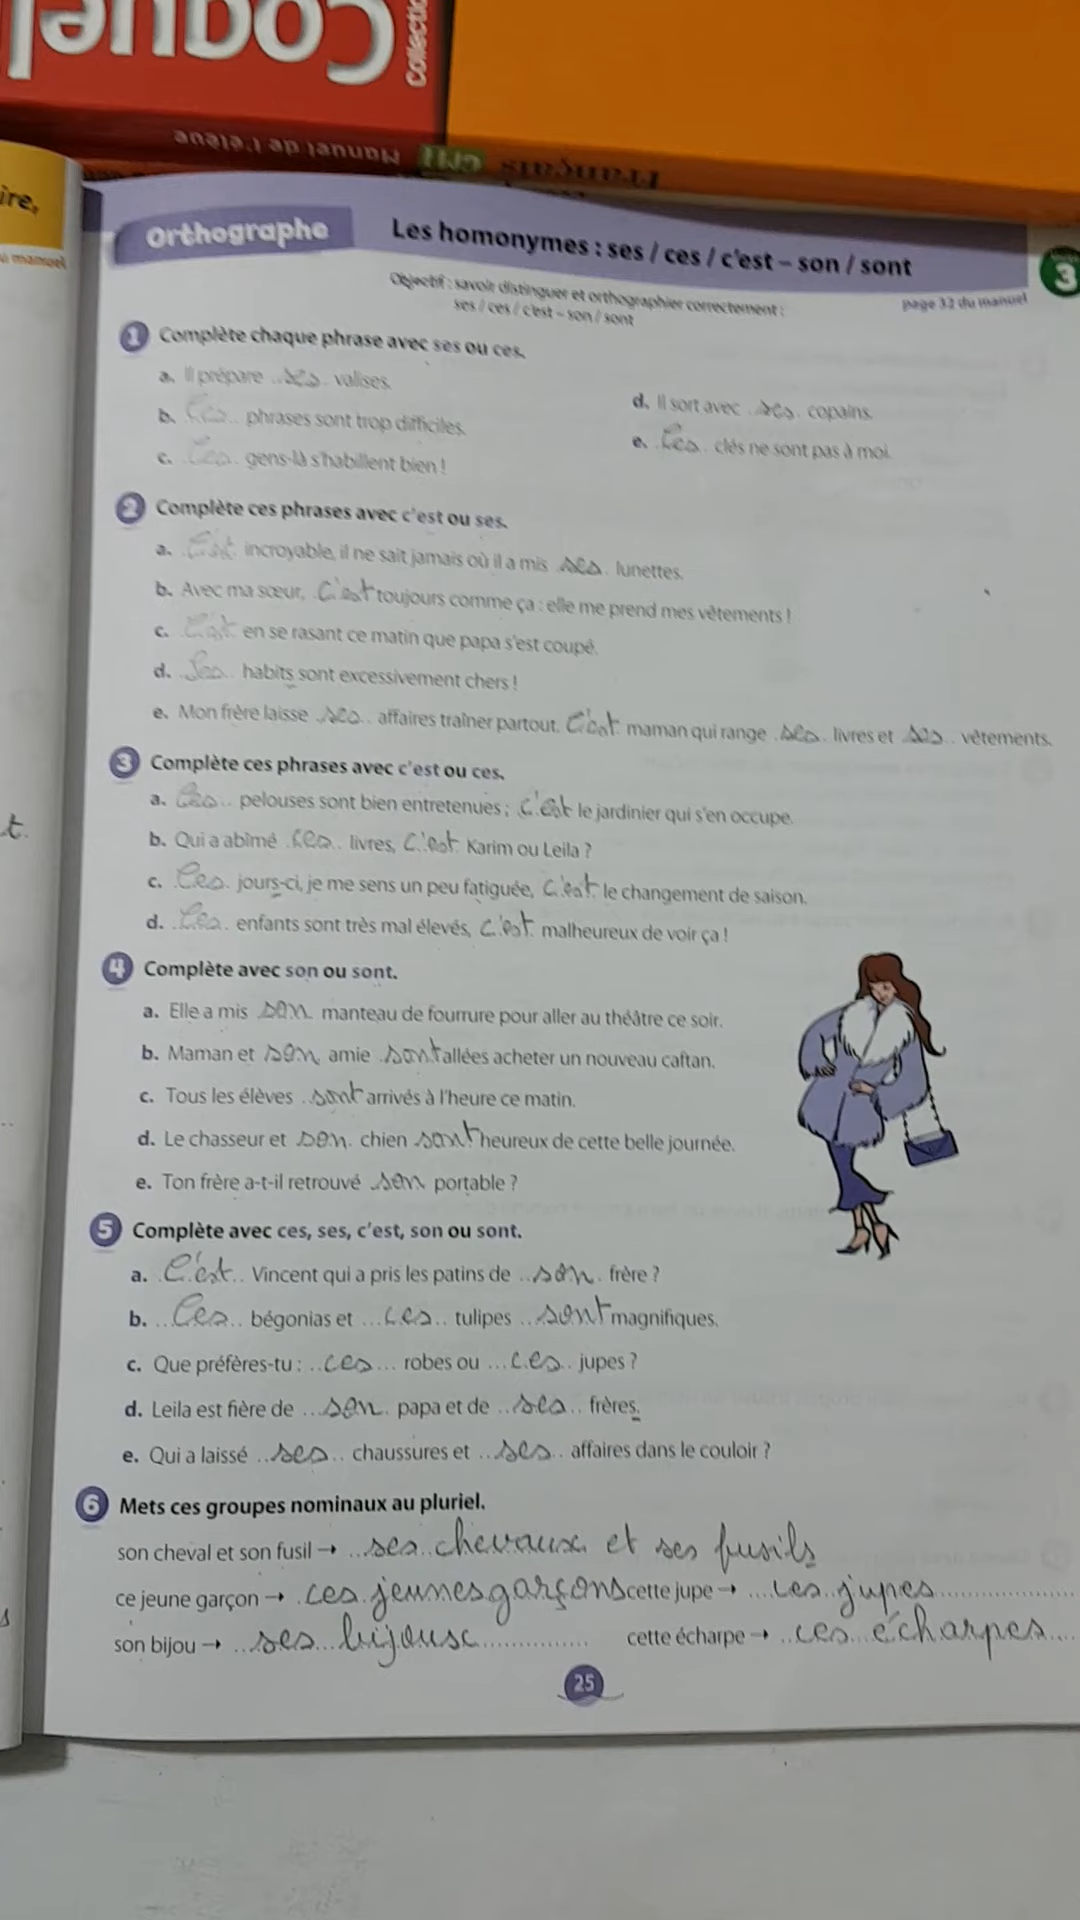 Coquel
Collectio
Manuel de l'élève
Français CM1
ire,
u manuel
Orthographe
Les homonymes : ses / ces / c'est – son / sont
3
Objectif : savoir distinguer et orthographier correctement :
ses / ces / c'est – son / sont
page 32 du manuel
1 Complète chaque phrase avec ses ou ces.
a. Il prépare ..ses.. valises.
d. Il sort avec ..ses.. copains.
b. Ces.. phrases sont trop difficiles.
e. .Ces.. clés ne sont pas à moi.
c. .Ces.. gens-là s'habillent bien !
2 Complète ces phrases avec c'est ou ses.
a. .C'est. incroyable, il ne sait jamais où il a mis ses.. lunettes.
b. Avec ma sœur, .C'est toujours comme ça : elle me prend mes vêtements !
c. .C'est en se rasant ce matin que papa s'est coupé.
d. .Ses.. habits sont excessivement chers !
e. Mon frère laisse .ses.. affaires traîner partout. C'est. maman qui range .ses.. livres et ses.. vêtements.
3 Complète ces phrases avec c'est ou ces.
a. Ces.. pelouses sont bien entretenues ; c'est le jardinier qui s'en occupe.
t.
b. Qui a abîmé .ces.. livres, c'est. Karim ou Leila ?
c. .Ces. jours-ci, je me sens un peu fatiguée, c'est le changement de saison.
d. .Ces.. enfants sont très mal élevés, c'est. malheureux de voir ça !
4 Complète avec son ou sont.
a. Elle a mis .son. manteau de fourrure pour aller au théâtre ce soir.
b. Maman et son, amie .sont allées acheter un nouveau caftan.
c. Tous les élèves ..sont arrivés à l'heure ce matin.
d. Le chasseur et son. chien .sont heureux de cette belle journée.
e. Ton frère a-t-il retrouvé .son portable ?
5 Complète avec ces, ses, c'est, son ou sont.
a. .C'est.. Vincent qui a pris les patins de ..son.. frère ?
b. ..Ces.. bégonias et ...ces.. tulipes ..sont magnifiques.
c. Que préfères-tu : ..ces... robes ou ...ces.. jupes ?
d. Leila est fière de ...son.. papa et de ..ses.. frères.
e. Qui a laissé ..ses.. chaussures et ..ses.. affaires dans le couloir ?
6 Mets ces groupes nominaux au pluriel.
son cheval et son fusil → ..ses..chevaux et ses fusils
ce jeune garçon → .ces.jeunes garçons cette jupe → ....ces..jupes
son bijou → ..ses...bijoux cette écharpe → ..ces...écharpes....
25